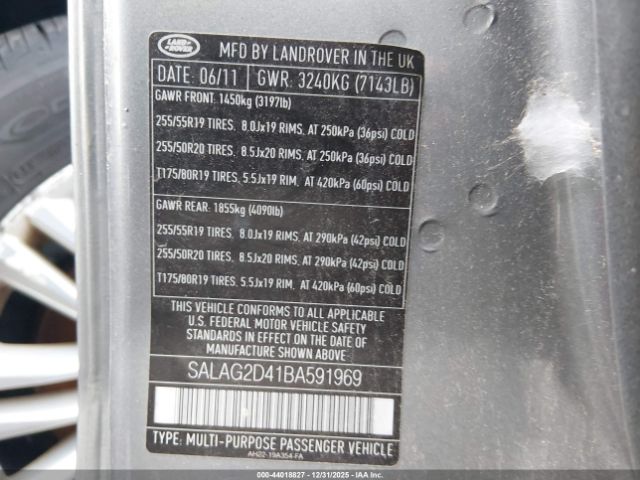 LAND
ROVER
MFD BY LANDROVER IN THE UK
DATE: 06/11 GWR: 3240KG (7143LB)
GAWR FRONT: 1450kg (3197lb)
255/55R19 TIRES. 8.0Jx19 RIMS. AT 250kPa (36psi) COLD
255/50R20 TIRES. 8.5Jx20 RIMS. AT 250kPa (36psi) COLD
T175/80R19 TIRES. 5.5Jx19 RIM. AT 420kPa (60psi) COLD
GAWR REAR: 1855kg (4090lb)
255/55R19 TIRES. 8.0Jx19 RIMS. AT 290kPa (42psi) COLD
255/50R20 TIRES. 8.5Jx20 RIMS. AT 290kPa (42psi) COLD
T175/80R19 TIRES. 5.5Jx19 RIM. AT 420kPa (60psi) COLD
THIS VEHICLE CONFORMS TO ALL APPLICABLE
U.S. FEDERAL MOTOR VEHICLE SAFETY
STANDARDS IN EFFECT ON THE DATE OF
MANUFACTURE SHOWN ABOVE.
SALAG2D41BA591969
TYPE: MULTI-PURPOSE PASSENGER VEHICLE
AH22-19A354-FA
000-44018827 - 12/31/2025 - IAAI.COM